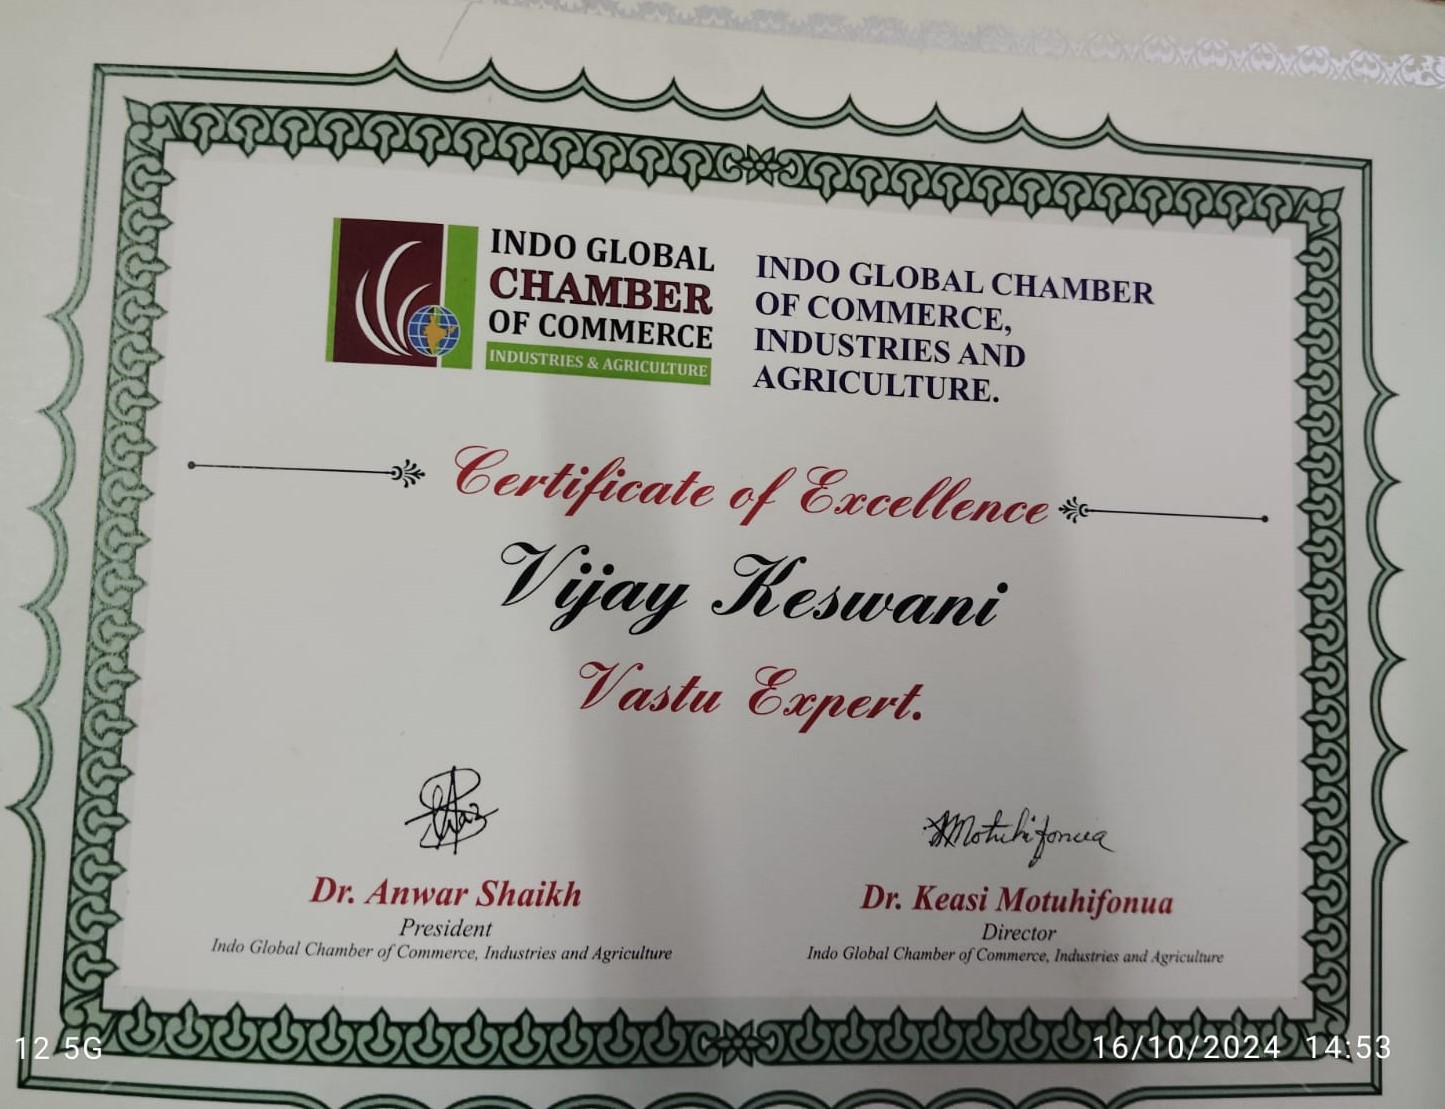 INDO GLOBAL
CHAMBER
OF COMMERCE
INDUSTRIES & AGRICULTURE
INDO GLOBAL CHAMBER
OF COMMERCE,
INDUSTRIES AND
AGRICULTURE.
Certificate of Excellence
Vijay Keswani
Vastu Expert.
Motuhifonua
Dr. Anwar Shaikh
President
Indo Global Chamber of Commerce, Industries and Agriculture
Dr. Keasi Motuhifonua
Director
Indo Global Chamber of Commerce, Industries and Agriculture
12 5G
16/10/2024 14:53